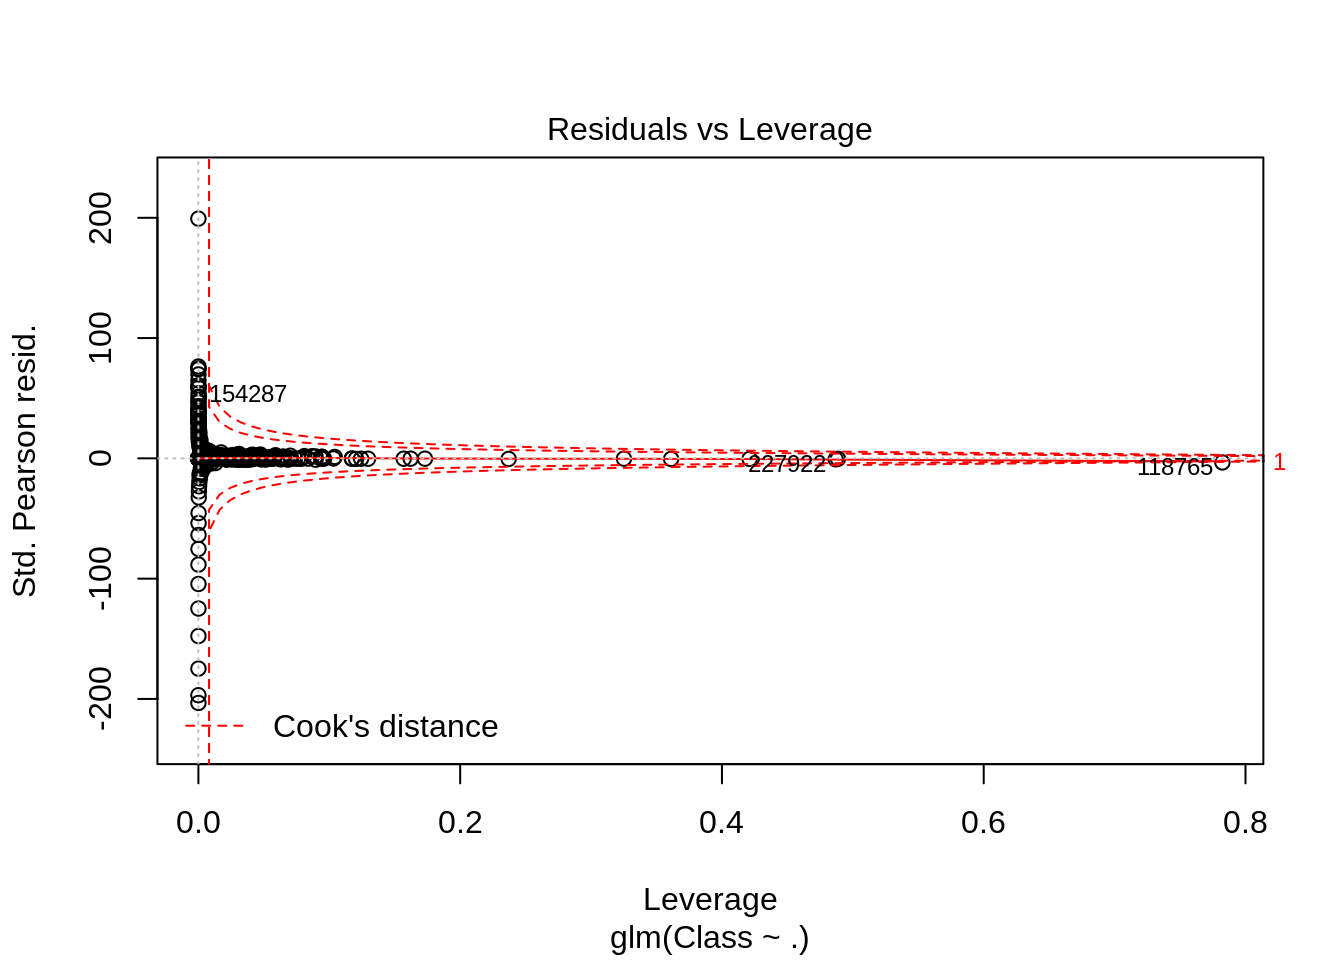 Residuals vs Leverage
Std. Pearson resid.
200
100
0
-100
-200
154287
227922
118765
1
Cook's distance
0.0 0.2 0.4 0.6 0.8
Leverage
glm(Class ~ .)